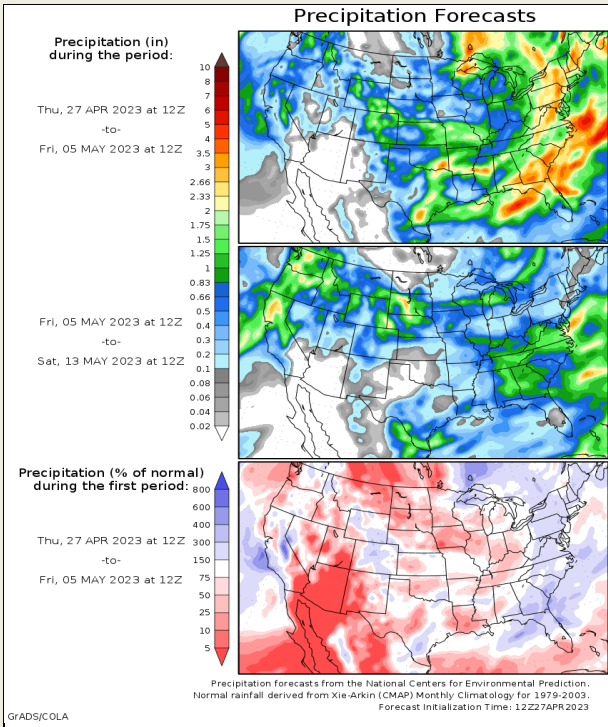 Precipitation Forecasts
Precipitation (in)
during the period:
Thu, 27 APR 2023 at 12Z
-to-
Fri, 05 MAY 2023 at 12Z
10
8
7
6
5
4
3.5
3
2.66
2.33
2
1.75
1.5
1.25
1
0.83
0.66
0.5
0.4
0.3
0.2
0.1
0.08
0.06
0.04
0.02
Fri, 05 MAY 2023 at 12Z
-to-
Sat, 13 MAY 2023 at 12Z
Precipitation (% of normal)
during the first period:
Thu, 27 APR 2023 at 12Z
-to-
Fri, 05 MAY 2023 at 12Z
800
600
400
300
150
75
50
25
10
5
Precipitation forecasts from the National Centers for Environmental Prediction.
Normal rainfall derived from Xie-Arkin (CMAP) Monthly Climatology for 1979-2003.
Forecast Initialization Time: 12Z27APR2023
GrADS/COLA